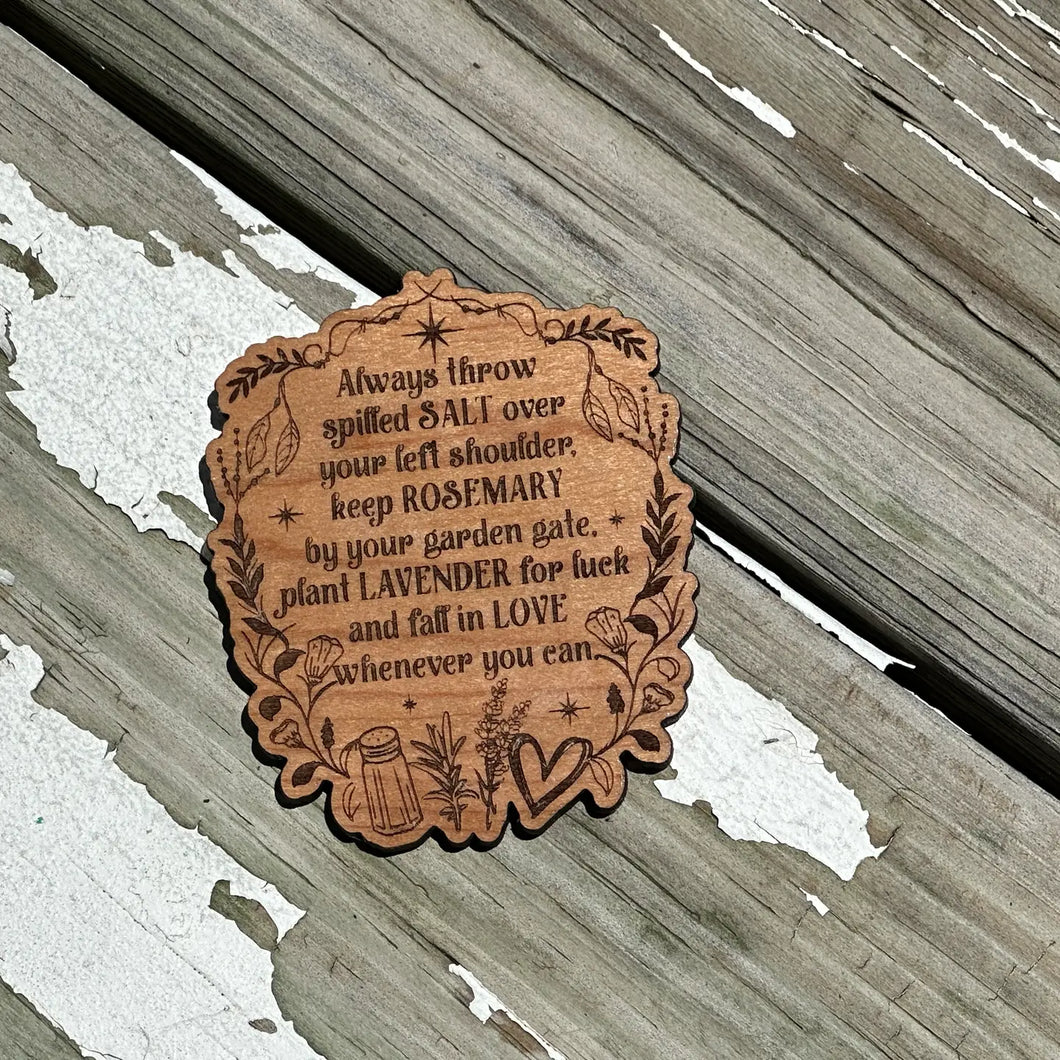 Always throw
spilled SALT over
your left shoulder,
keep ROSEMARY
by your garden gate,
plant LAVENDER for luck
and fall in LOVE
whenever you can.